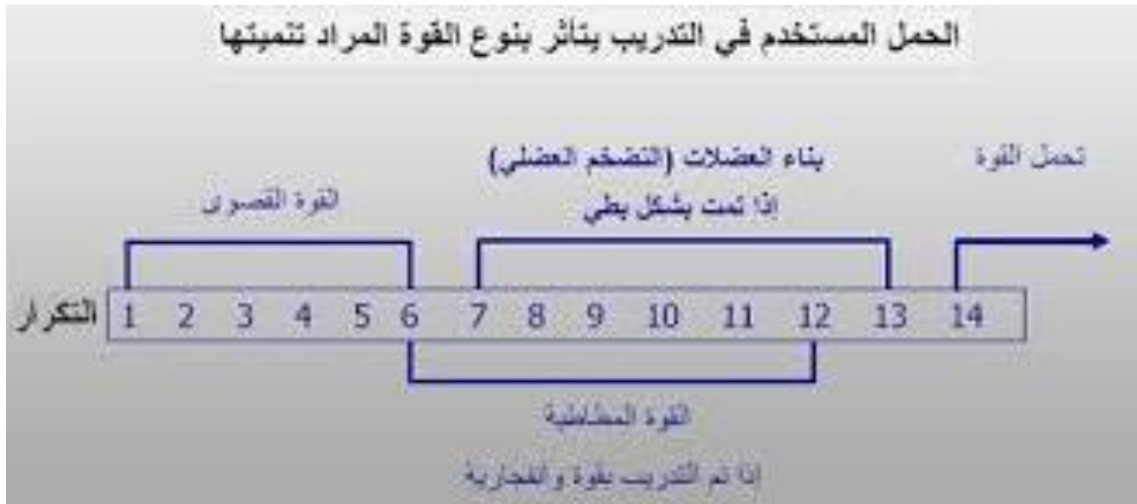 الحمل المستخدم في التدريب يتأثر بنوع القوة المراد تنميتها
تحمل القوة
بناء العضلات (التضخم العضلي)
إذا تمت بشكل بطي
القوة القصوى
التكرار 1 2 3 4 5 6 7 8 9 10 11 12 13 14
القوة المطاطية
إذا تم التدريب بقوة وانفجارية